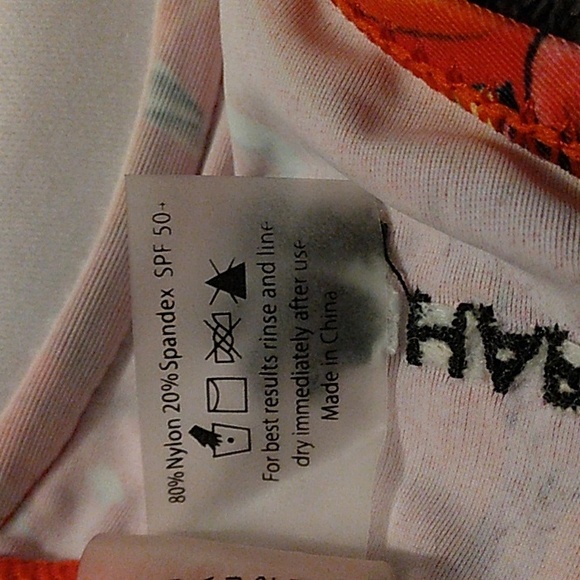 80% Nylon 20% Spandex SPF 50+
For best results rinse and line
dry immediately after use
Made in China